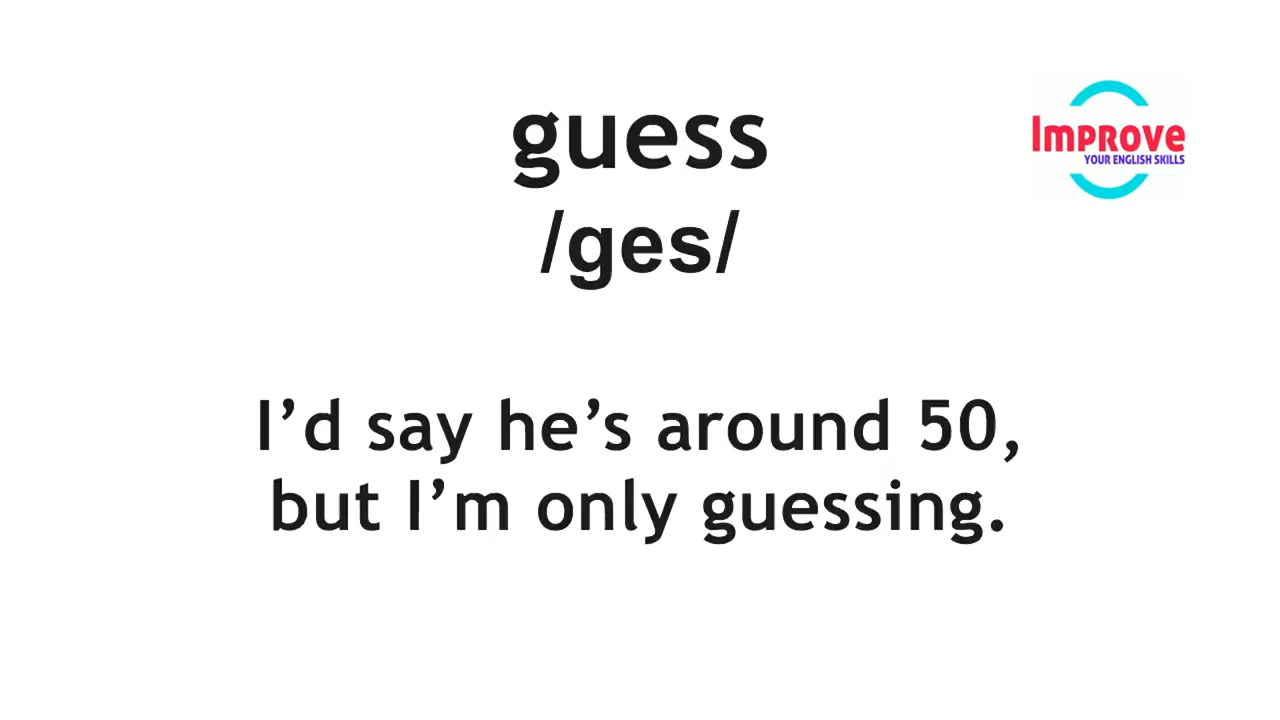 guess
/ges/
Improve
YOUR ENGLISH SKILLS
I’d say he’s around 50,
but I’m only guessing.